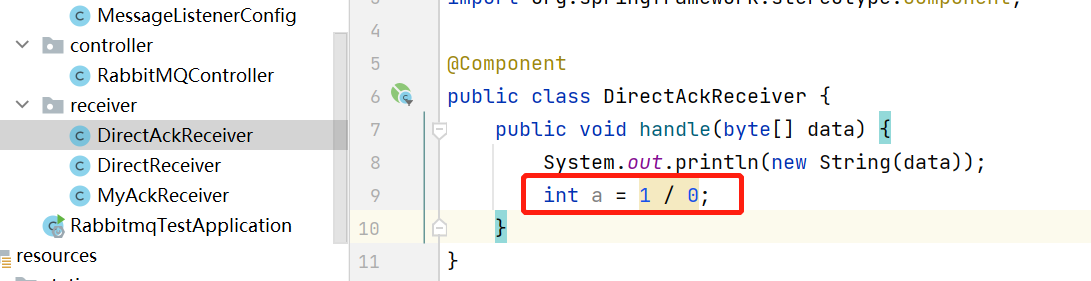 MessageListenerConfig
controller
RabbitMQController
receiver
DirectAckReceiver
DirectReceiver
MyAckReceiver
RabbitmqTestApplication
resources
import org.springframework.stereotype.Component;
4
5 @Component
6 public class DirectAckReceiver {
7 public void handle(byte[] data) {
8 System.out.println(new String(data));
9 int a = 1 / 0;
10 }
11 }